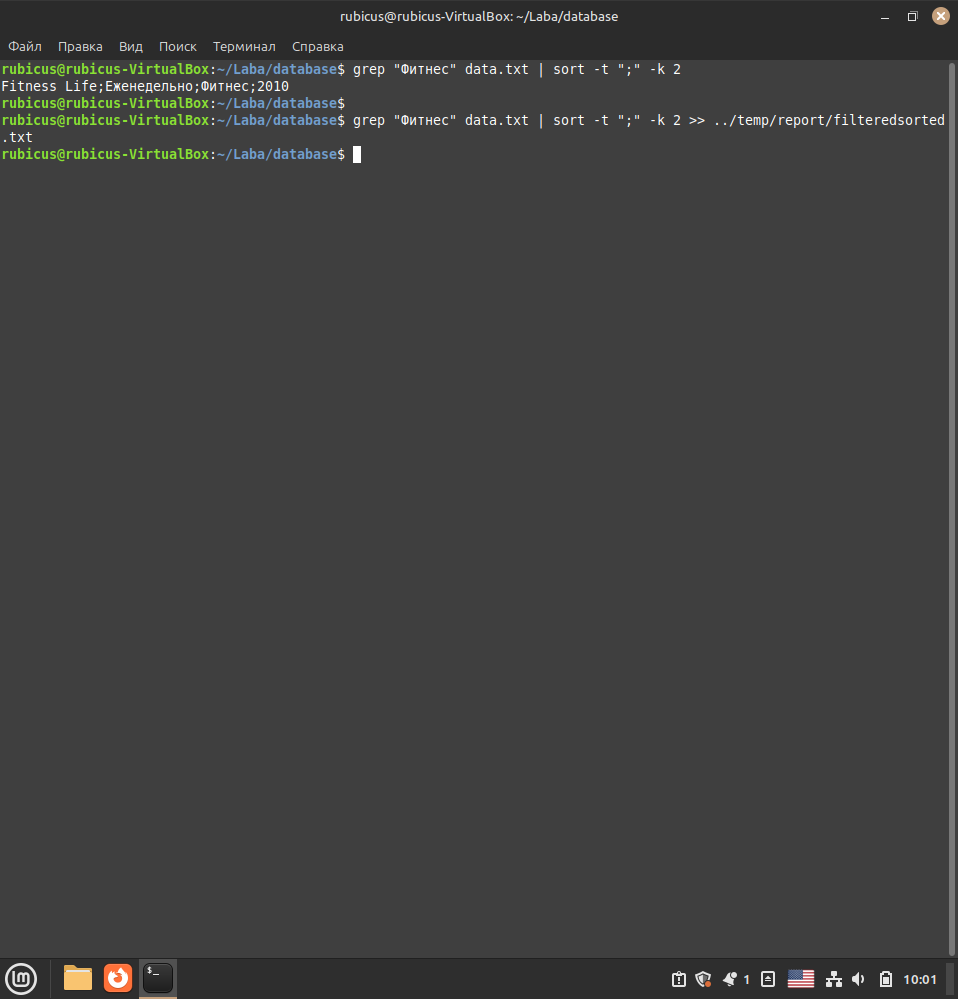 rubicus@rubicus-VirtualBox: ~/Laba/database
Файл Правка Вид Поиск Терминал Справка
rubicus@rubicus-VirtualBox:~/Laba/database$ grep "Фитнес" data.txt | sort -t ";" -k 2
Fitness Life;Еженедельно;Фитнес;2010
rubicus@rubicus-VirtualBox:~/Laba/database$
rubicus@rubicus-VirtualBox:~/Laba/database$ grep "Фитнес" data.txt | sort -t ";" -k 2 >> ../temp/report/filteredsorted
.txt
rubicus@rubicus-VirtualBox:~/Laba/database$
$_ 1 10:01